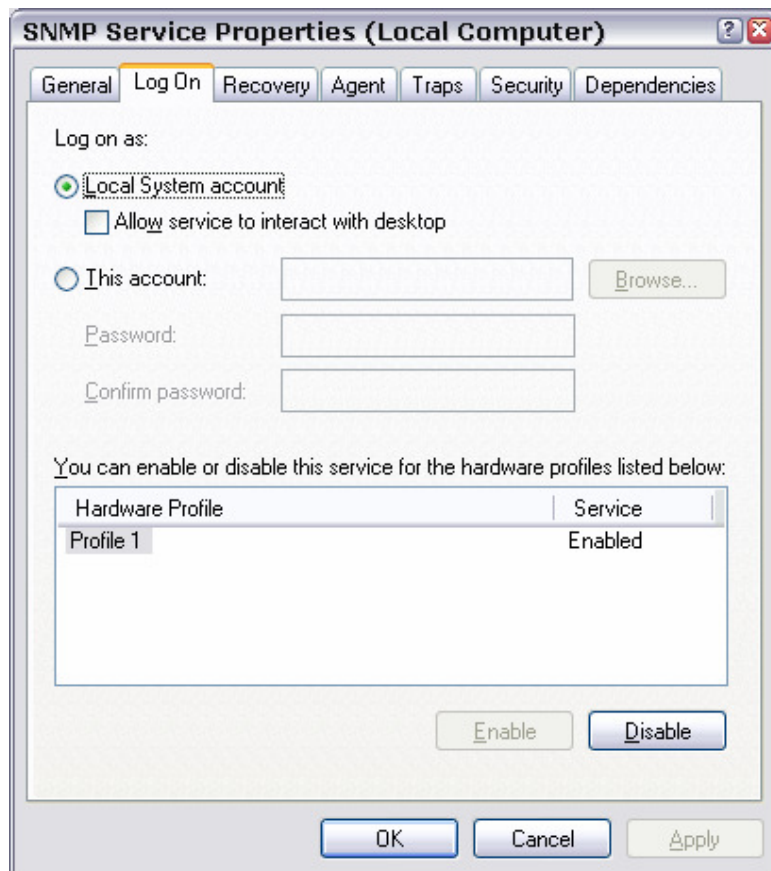 SNMP Service Properties (Local Computer)
General Log On Recovery Agent Traps Security Dependencies
Log on as:
Local System account
Allow service to interact with desktop
This account: Browse...
Password:
Confirm password:
You can enable or disable this service for the hardware profiles listed below:
Hardware Profile Service
Profile 1 Enabled
Enable Disable
OK Cancel Apply